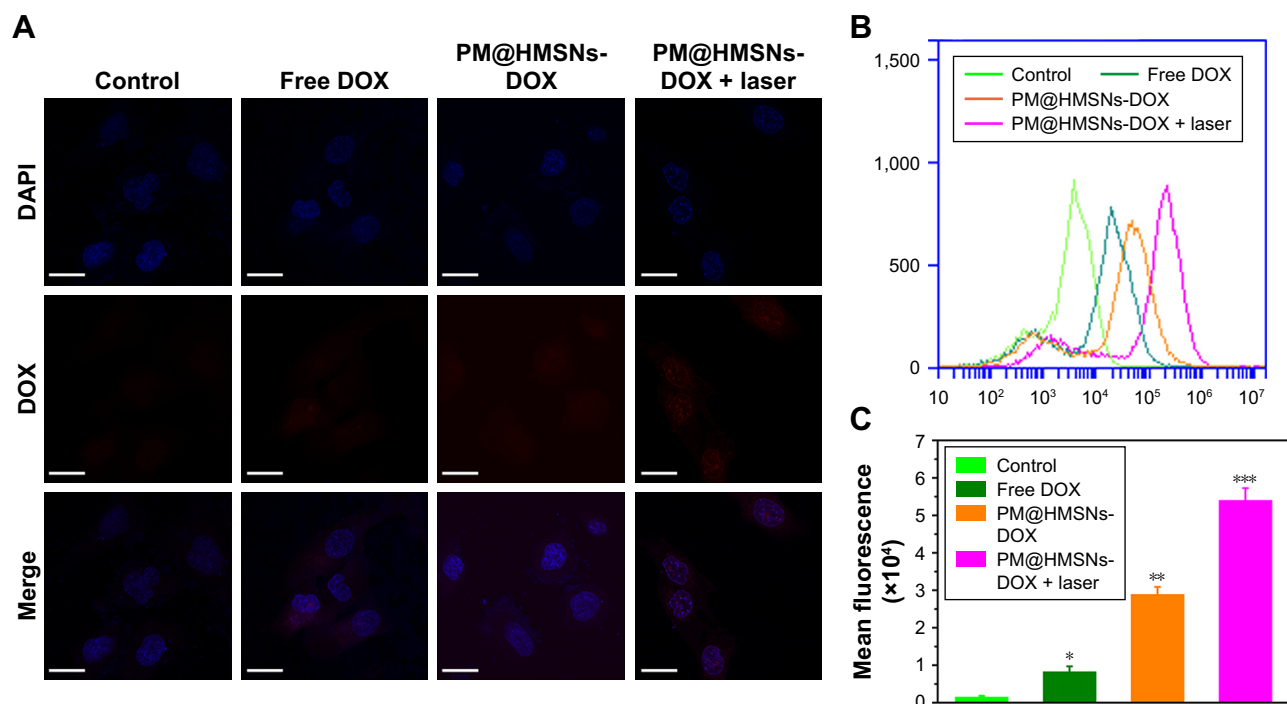 A
Control
Free DOX
PM@HMSNs-
DOX
PM@HMSNs-
DOX + laser
DAPI
DOX
Merge
B
1,500
1,000
500
0
Control
Free DOX
PM@HMSNs-DOX
PM@HMSNs-DOX + laser
10
10²
10³
10⁴
10⁵
10⁶
10⁷
C
Mean fluorescence
(×10⁴)
7
6
5
4
3
2
1
0
Control
Free DOX
PM@HMSNs-
DOX
PM@HMSNs-
DOX + laser
*
**
***